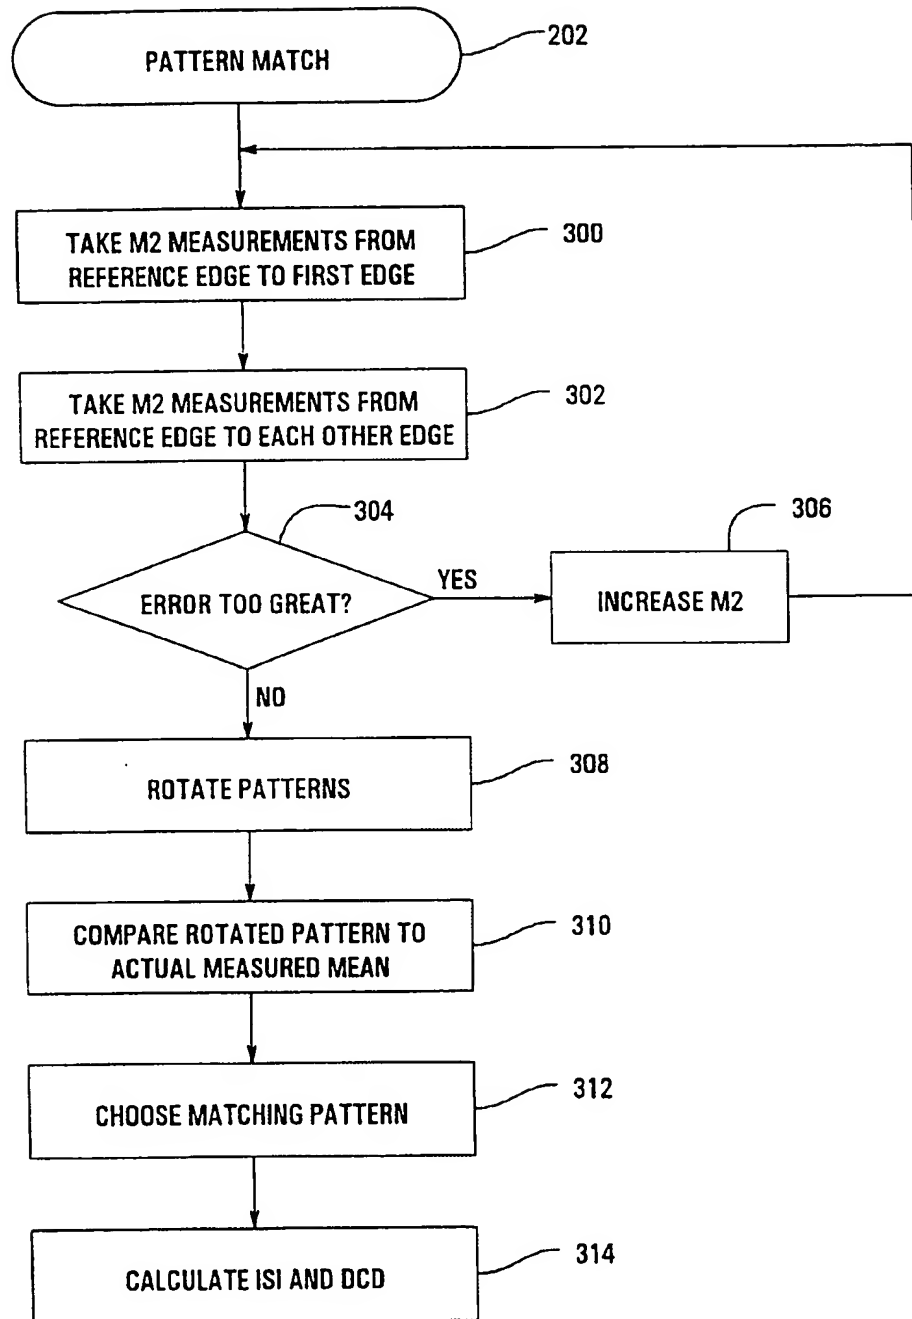 PATTERN MATCH
202
TAKE M2 MEASUREMENTS FROM
REFERENCE EDGE TO FIRST EDGE
300
TAKE M2 MEASUREMENTS FROM
REFERENCE EDGE TO EACH OTHER EDGE
302
304
ERROR TOO GREAT?
YES
306
INCREASE M2
NO
ROTATE PATTERNS
308
COMPARE ROTATED PATTERN TO
ACTUAL MEASURED MEAN
310
CHOOSE MATCHING PATTERN
312
CALCULATE ISI AND DCD
314